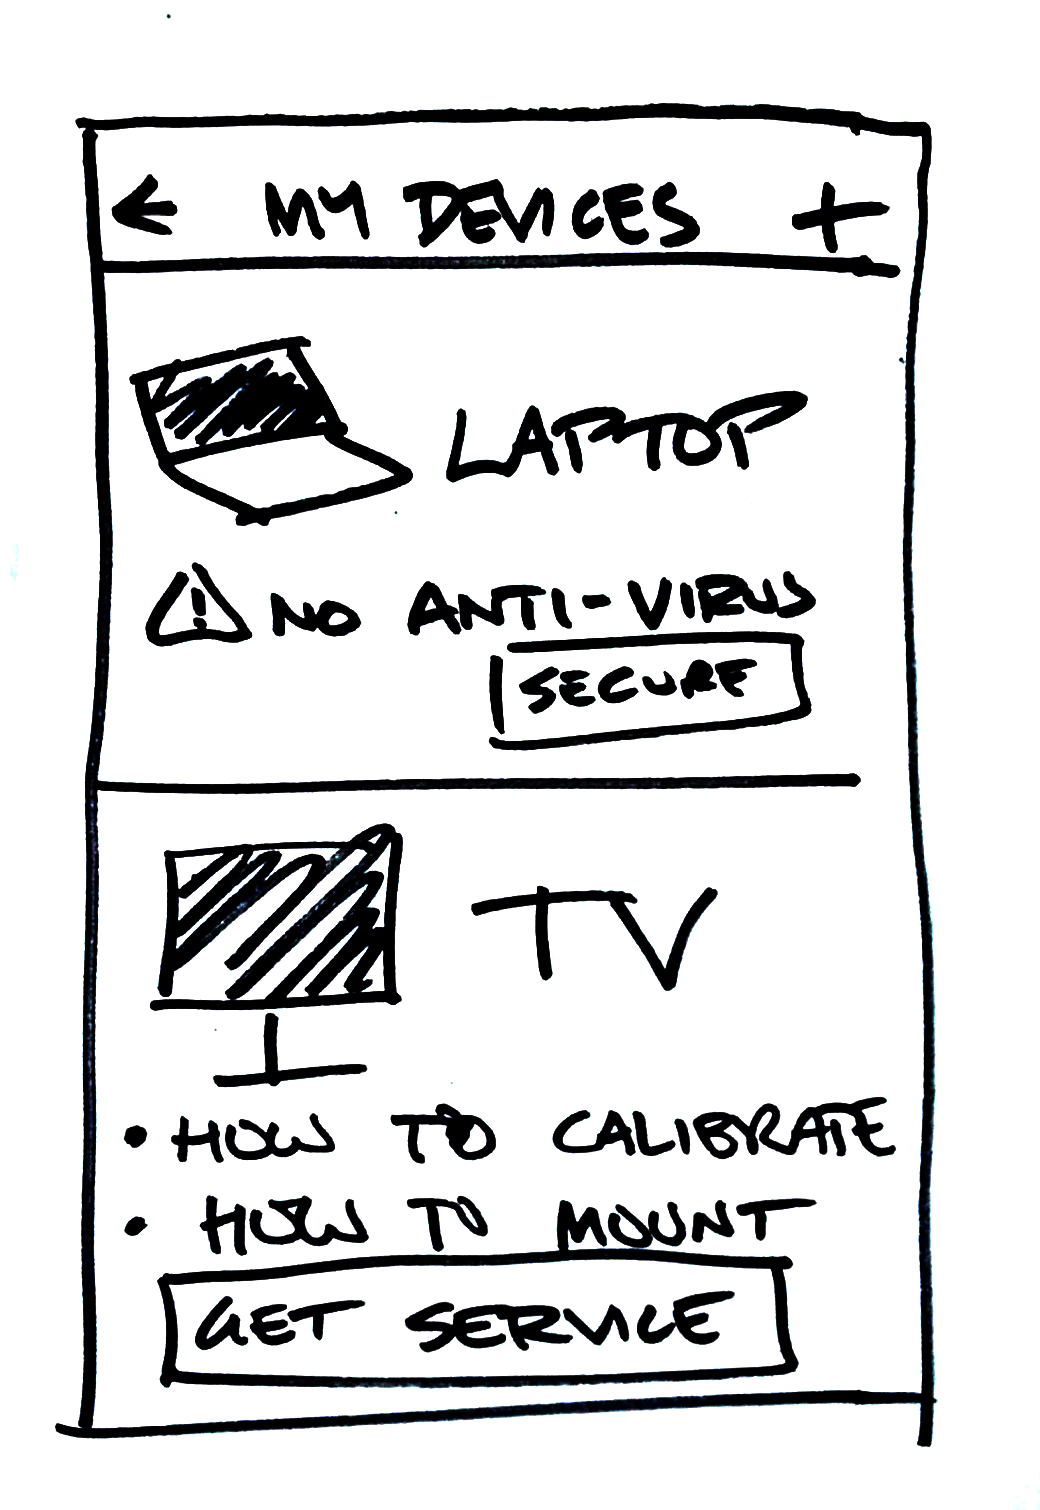 ← MY DEVICES +
LAPTOP
⚠ NO ANTI-VIRUS
SECURE
TV
• HOW TO CALIBRATE
• HOW TO MOUNT
GET SERVICE